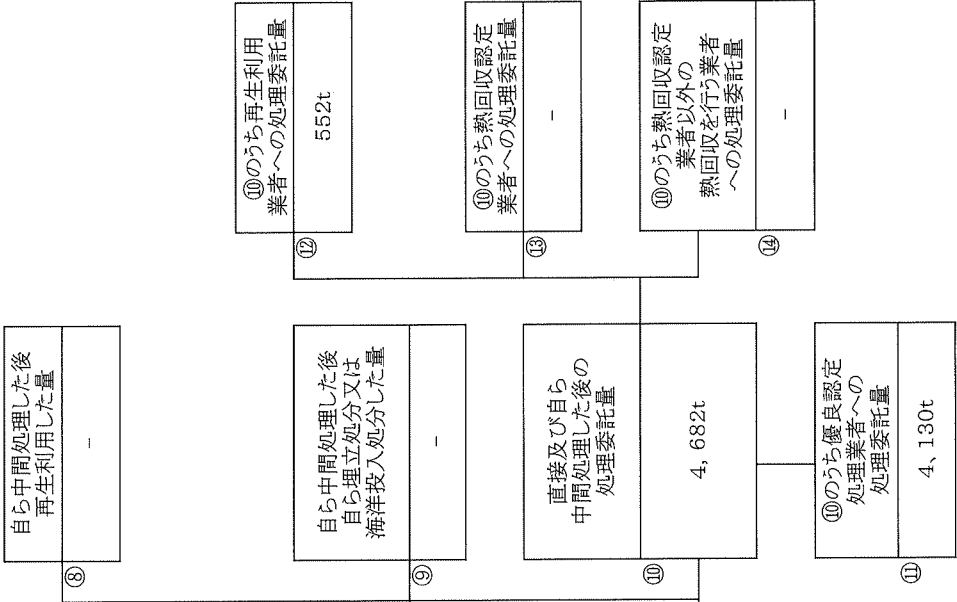 ⑧
自ら中間処理した後
再生利用した量
-
⑨
自ら中間処理した後
自ら埋立処分又は
海洋投入処分した量
-
⑩
直接及び自ら
中間処理した後の
処理委託量
4,682t
⑪
⑩のうち優良認定
処理業者への
処理委託量
4,130t
⑫
⑩のうち再生利用
業者への処理委託量
552t
⑬
⑩のうち熱回収認定
業者への処理委託量
-
⑭
⑩のうち熱回収認定
業者以外の
熱回収を行う業者
への処理委託量
-